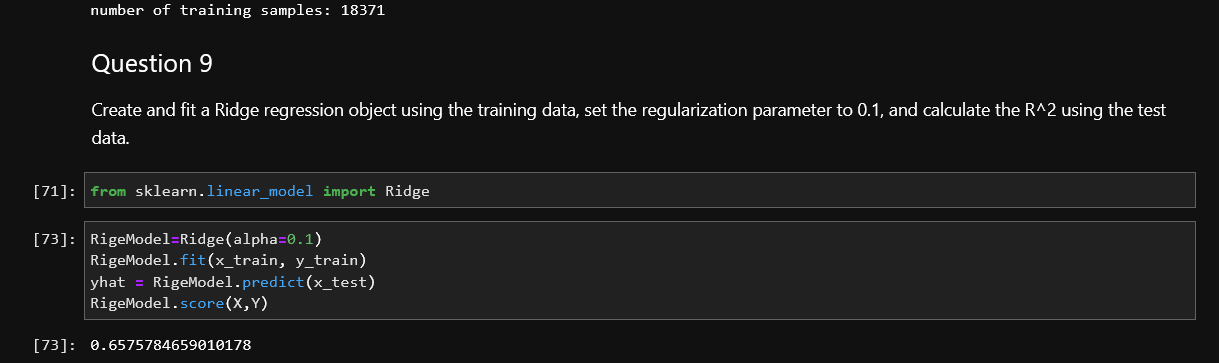 number of training samples: 18371
Question 9
Create and fit a Ridge regression object using the training data, set the regularization parameter to 0.1, and calculate the R^2 using the test
data.
[71]: from sklearn.linear_model import Ridge
[73]: RigeModel=Ridge(alpha=0.1)
RigeModel.fit(x_train, y_train)
yhat = RigeModel.predict(x_test)
RigeModel.score(X,Y)
[73]: 0.6575784659010178